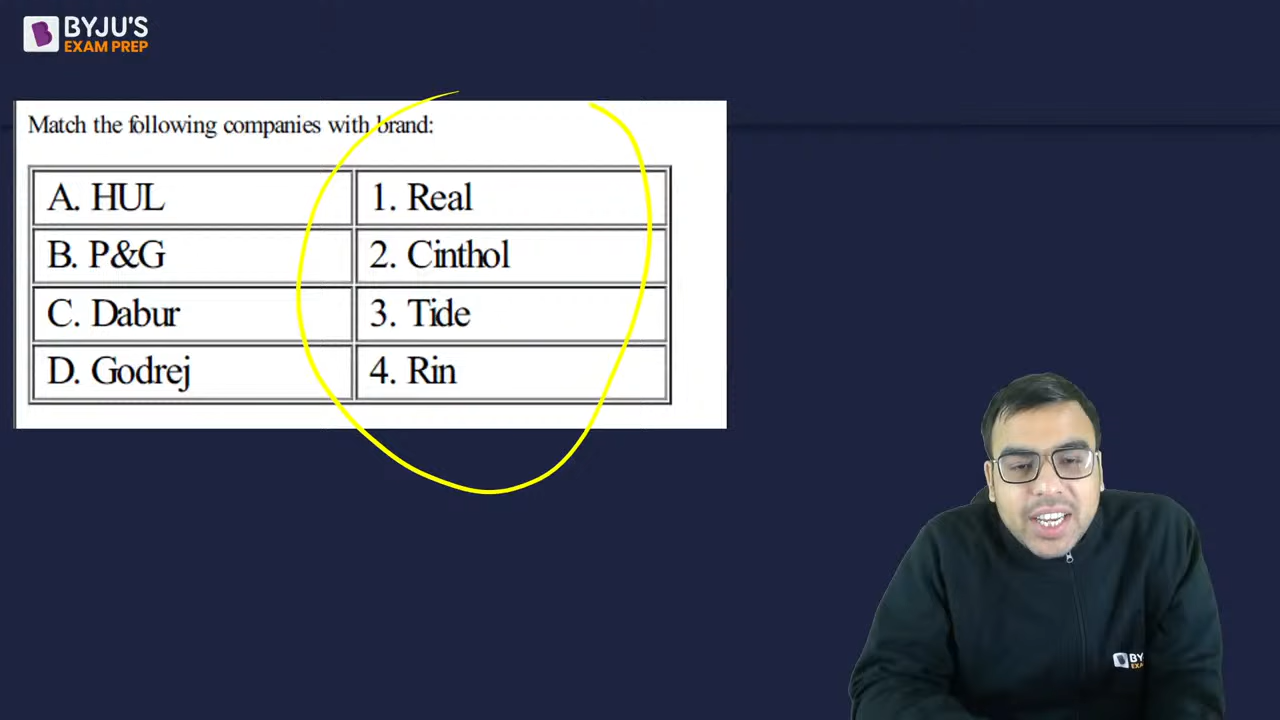 BYJU'S
EXAM PREP
Match the following companies with brand:
A. HUL 1. Real
B. P&G 2. Cinthol
C. Dabur 3. Tide
D. Godrej 4. Rin